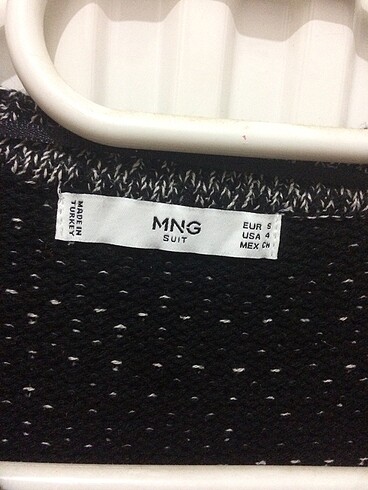 MADE IN
TURKEY
MNG
SUIT
EUR S
USA 4
MEX CH